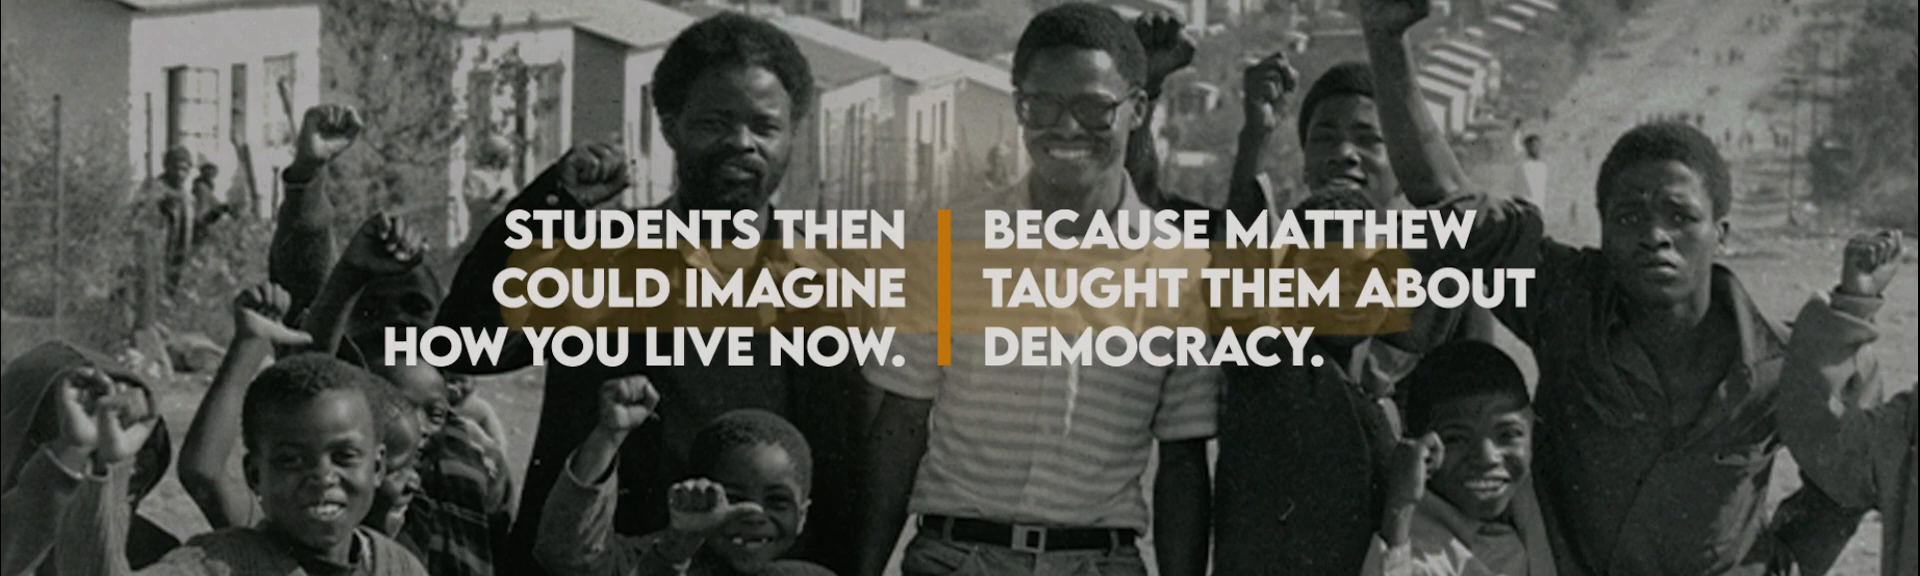 STUDENTS THEN
COULD IMAGINE
HOW YOU LIVE NOW.
BECAUSE MATTHEW
TAUGHT THEM ABOUT
DEMOCRACY.